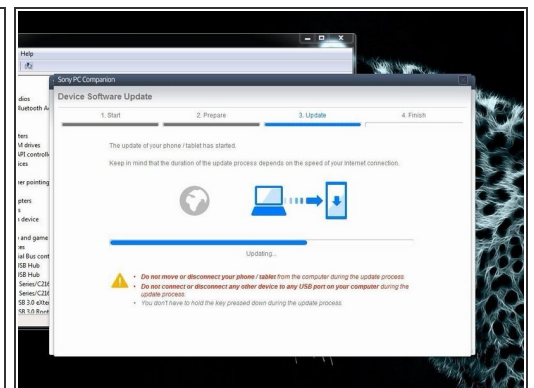 Help
Sony PC Companion
Device Software Update
1. Start
2. Prepare
3. Update
4. Finish
The update of your phone / tablet has started.
Keep in mind that the duration of the update process depends on the speed of your Internet connection.
Updating...
Do not move or disconnect your phone / tablet from the computer during the update process
Do not connect or disconnect any other device to any USB port on your computer during the
update process.
You don't have to hold the key pressed down during the update process.
dios
luetooth A
ters
M drives
API controlle
ices
er pointing
pters
s
device
and game
ial Bus cont
SB Hub
SB Hub
Series/C216
Series/C216
SB 3.0 eXte
SB 3.0 Root